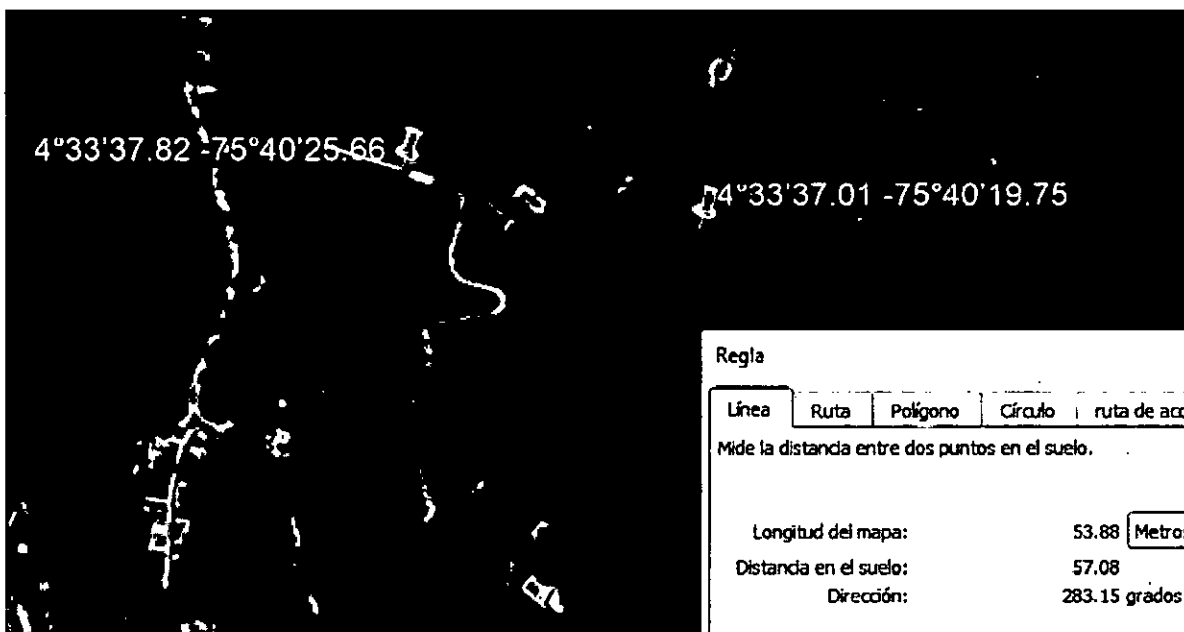 4°33'37.82 -75°40'25.66
4°33'37.01 -75°40'19.75
Regla
Línea Ruta Polígono Círculo ruta de acc
Mide la distancia entre dos puntos en el suelo.
Longitud del mapa: 53.88 Metros
Distancia en el suelo: 57.08
Dirección: 283.15 grados